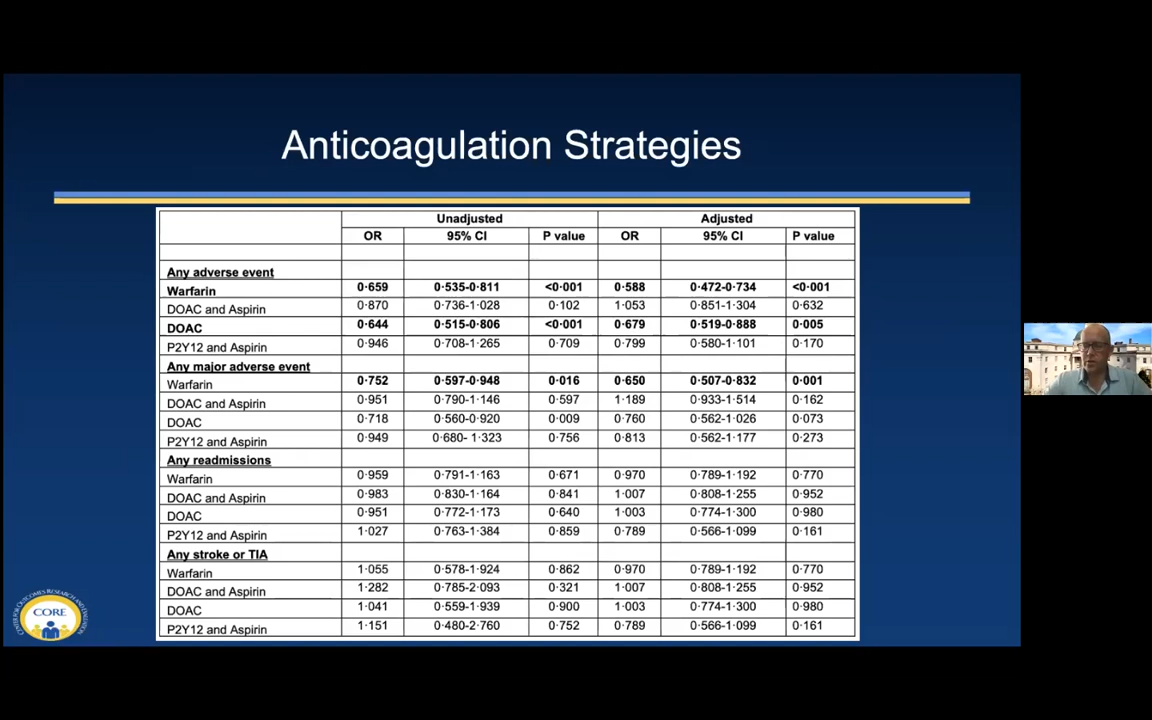 Anticoagulation Strategies
Unadjusted Adjusted
OR 95% CI P value OR 95% CI P value
Any adverse event
Warfarin 0·659 0·535-0·811 <0·001 0·588 0·472-0·734 <0·001
DOAC and Aspirin 0·870 0·736-1·028 0·102 1·053 0·851-1·304 0·632
DOAC 0·644 0·515-0·806 <0·001 0·679 0·519-0·888 0·005
P2Y12 and Aspirin 0·946 0·708-1·265 0·709 0·799 0·580-1·101 0·170
Any major adverse event
Warfarin 0·752 0·597-0·948 0·016 0·650 0·507-0·832 0·001
DOAC and Aspirin 0·951 0·790-1·146 0·597 1·189 0·933-1·514 0·162
DOAC 0·718 0·560-0·920 0·009 0·760 0·562-1·026 0·073
P2Y12 and Aspirin 0·949 0·680- 1·323 0·756 0·813 0·562-1·177 0·273
Any readmissions
Warfarin 0·959 0·791-1·163 0·671 0·970 0·789-1·192 0·770
DOAC and Aspirin 0·983 0·830-1·164 0·841 1·007 0·808-1·255 0·952
DOAC 0·951 0·772-1·173 0·640 1·003 0·774-1·300 0·980
P2Y12 and Aspirin 1·027 0·763-1·384 0·859 0·789 0·566-1·099 0·161
Any stroke or TIA
Warfarin 1·055 0·578-1·924 0·862 0·970 0·789-1·192 0·770
DOAC and Aspirin 1·282 0·785-2·093 0·321 1·007 0·808-1·255 0·952
DOAC 1·041 0·559-1·939 0·900 1·003 0·774-1·300 0·980
P2Y12 and Aspirin 1·151 0·480-2·760 0·752 0·789 0·566-1·099 0·161
CENTER FOR OUTCOMES RESEARCH AND
CORE